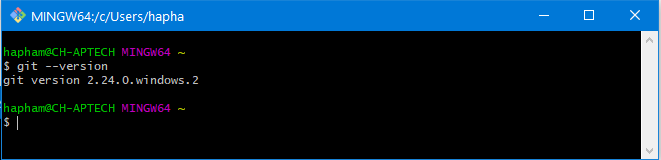 MINGW64:/c/Users/hapha
hapham@CH-APTECH MINGW64 ~
$ git --version
git version 2.24.0.windows.2
hapham@CH-APTECH MINGW64 ~
$